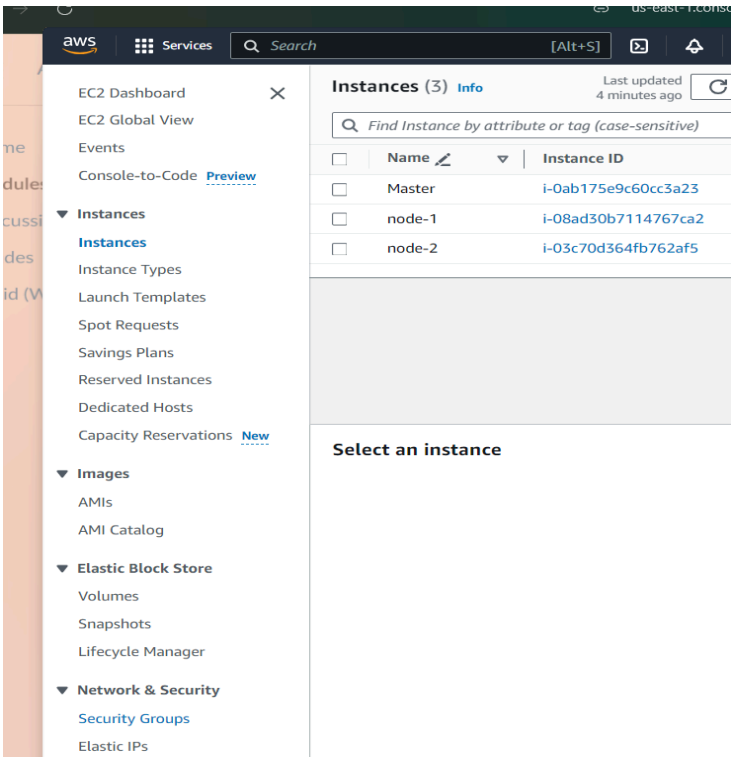 us-east-1.conso
aws Services Search [Alt+S]
EC2 Dashboard
EC2 Global View
Events
Console-to-Code Preview
Instances
Instances
Instance Types
Launch Templates
Spot Requests
Savings Plans
Reserved Instances
Dedicated Hosts
Capacity Reservations New
Images
AMIs
AMI Catalog
Elastic Block Store
Volumes
Snapshots
Lifecycle Manager
Network & Security
Security Groups
Elastic IPs
Instances (3) Info
Last updated
4 minutes ago
Find Instance by attribute or tag (case-sensitive)
Name Instance ID
Master i-0ab175e9c60cc3a23
node-1 i-08ad30b7114767ca2
node-2 i-03c70d364fb762af5
Select an instance